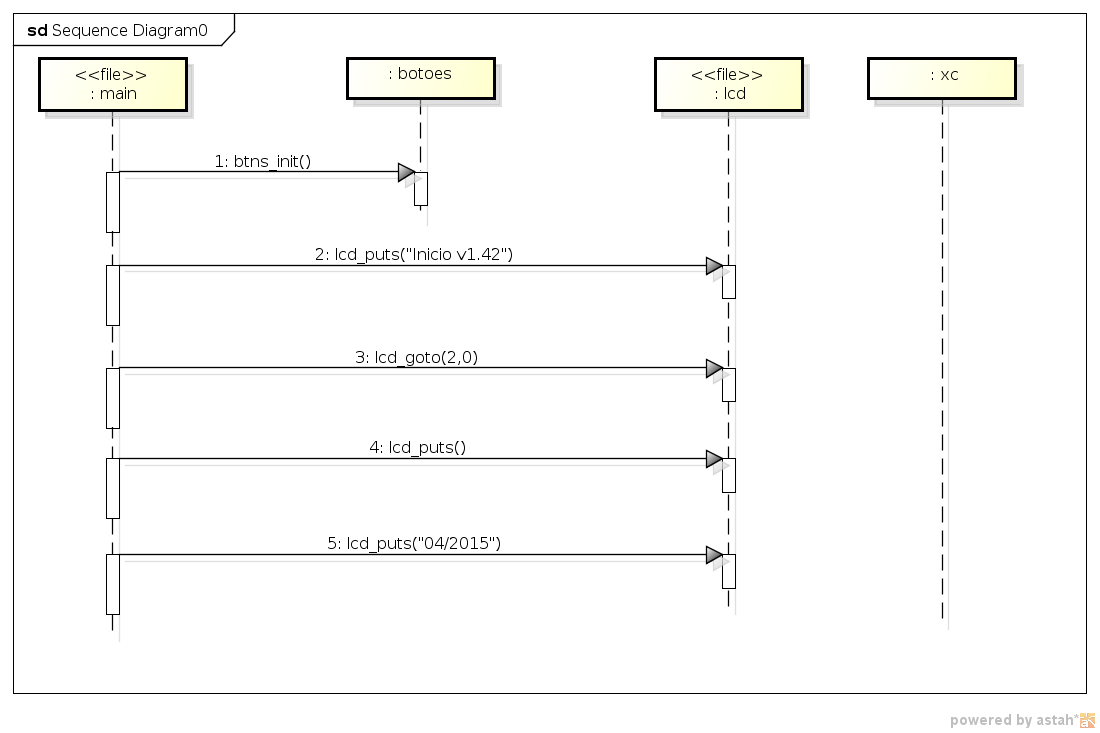 sd Sequence Diagram0
<<file>>
: main
: botoes
<<file>>
: lcd
: xc
1: btns_init()
2: lcd_puts("Inicio v1.42")
3: lcd_goto(2,0)
4: lcd_puts()
5: lcd_puts("04/2015")
powered by astah*